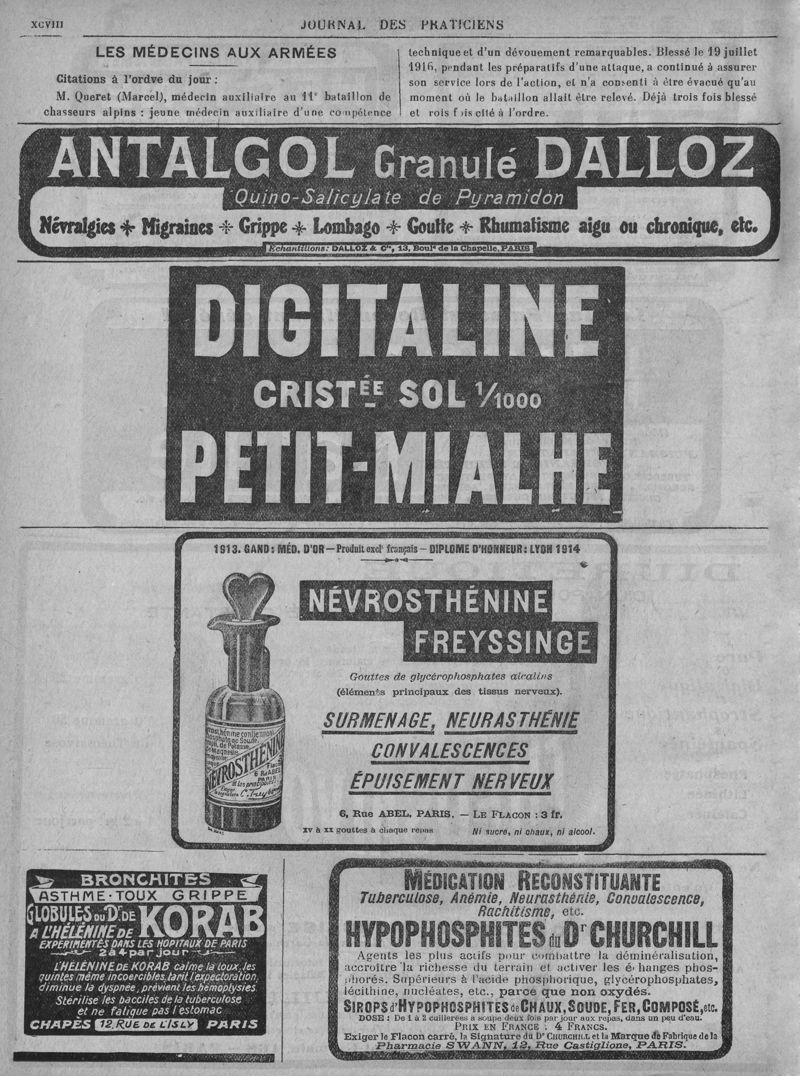 XCVIII
JOURNAL DES PRATICIENS
LES MÉDECINS AUX ARMÉES
Citations à l'ordre du jour :
M. Queret (Marcel), médecin auxiliaire au 11e bataillon de
chasseurs alpins : jeune médecin auxiliaire d'une compétence
technique et d'un dévouement remarquables. Blessé le 19 juillet
1916, pendant les préparatifs d'une attaque, a continué à assurer
son service lors de l'action, et n'a consenti à être évacué qu'au
moment où le bataillon allait être relevé. Déjà trois fois blessé
et rois fois cité à l'ordre.
ANTALGOL Granulé DALLOZ
Quino-Salicylate de Pyramidon
Névralgies ✳ Migraines ✳ Grippe ✳ Lombago ✳ Goutte ✳ Rhumatisme aigu ou chronique, etc.
Échantillons: DALLOZ & Cie, 13, Bould de la Chapelle, PARIS
DIGITALINE
CRISTÉE SOL 1/1000
PETIT-MIALHE
1913. GAND: MÉD. D'OR — Produit exclt français — DIPLOME D'HONNEUR: LYON 1914
NÉVROSTHÉNINE
FREYSSINGE
Gouttes de glycérophosphates alcalins
(éléments principaux des tissus nerveux).
SURMENAGE, NEURASTHÉNIE
CONVALESCENCES
ÉPUISEMENT NERVEUX
6, Rue ABEL, PARIS. — LE FLACON : 3 fr.
XV à XX gouttes à chaque repas
Ni sucre, ni chaux, ni alcool.
NÉVROSTHÉNINE
BRONCHITES
ASTHME·TOUX GRIPPE
GLOBULES DU Dr DE KORAB
A L'HÉLÉNINE DE
EXPÉRIMENTÉS DANS LES HOPITAUX DE PARIS
2 à 4 par jour
L'HÉLÉNINE DE KORAB calme la toux, les
quintes même incoercibles, tarit l'expectoration,
diminue la dyspnée, prévient les hémoptysies
Stérilise les bacilles de la tuberculose
et ne fatigue pas l'estomac
CHAPÈS 12, RUE DE L'ISLY PARIS
MÉDICATION RECONSTITUANTE
Tuberculose, Anémie, Neurasthénie, Convalescence,
Rachitisme, etc.
HYPOPHOSPHITES du Dr CHURCHILL
Agents les plus actifs pour combattre la déminéralisation,
accroître la richesse du terrain et activer les échanges phos-
phorés. Supérieurs à l'acide phosphorique, glycérophosphates,
lécithine, nucléates, etc., parce que non oxydés.
SIROPS d'HYPOPHOSPHITES de CHAUX, SOUDE, FER, COMPOSÉ, etc.
DOSE : De 1 à 2 cuillerées à soupe deux fois par jour aux repas, dans un peu d'eau.
PRIX EN FRANCE : 4 FRANCS.
Exiger le Flacon carré, la Signature du Dr CHURCHILL et la Marque de Fabrique de la
Pharmacie SWANN, 12, Rue Castiglione, PARIS.